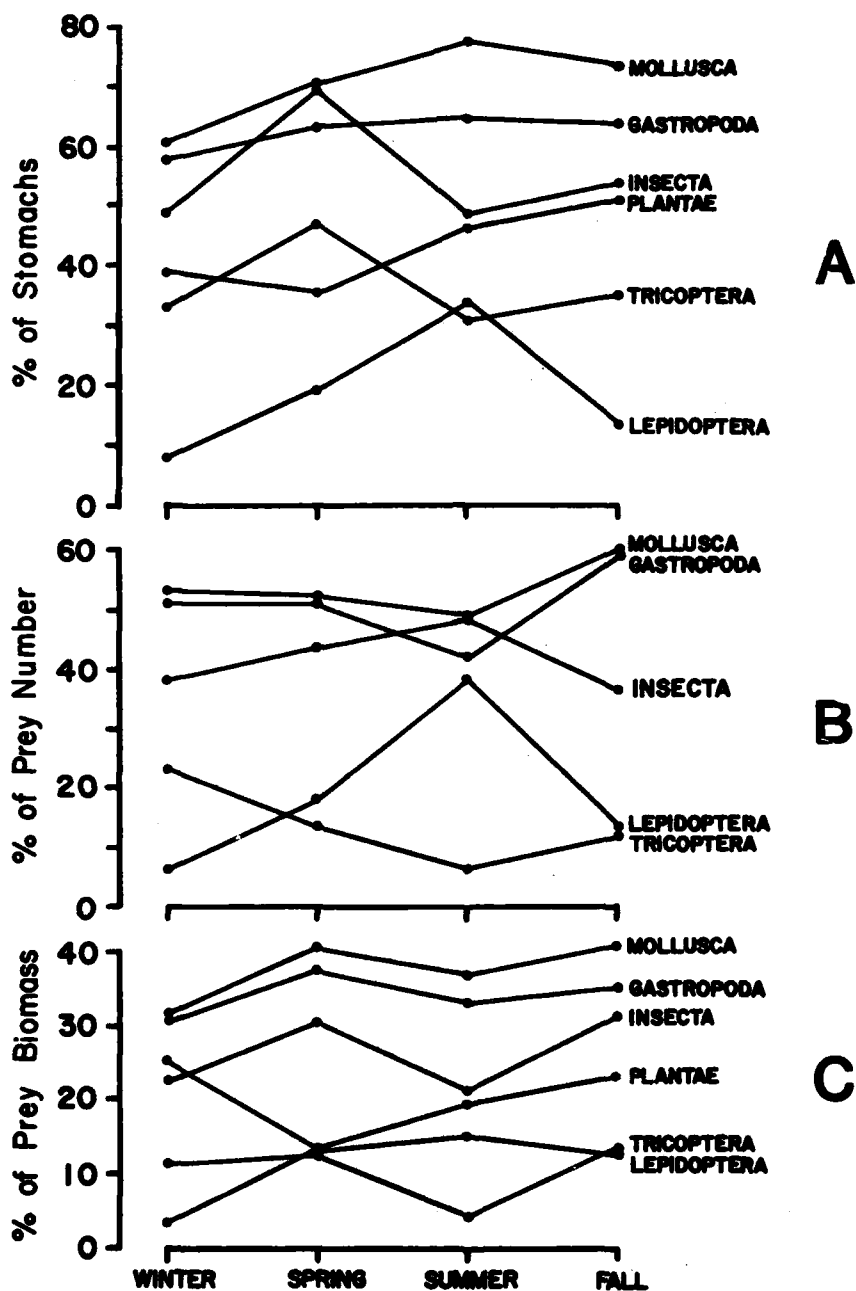 % of Stomachs
80
60
40
20
0
MOLLUSCA
GASTROPODA
INSECTA
PLANTAE
TRICOPTERA
LEPIDOPTERA
A
% of Prey Number
60
40
20
0
MOLLUSCA
GASTROPODA
INSECTA
LEPIDOPTERA
TRICOPTERA
B
% of Prey Biomass
40
30
20
10
0
MOLLUSCA
GASTROPODA
INSECTA
PLANTAE
TRICOPTERA
LEPIDOPTERA
C
WINTER SPRING SUMMER FALL